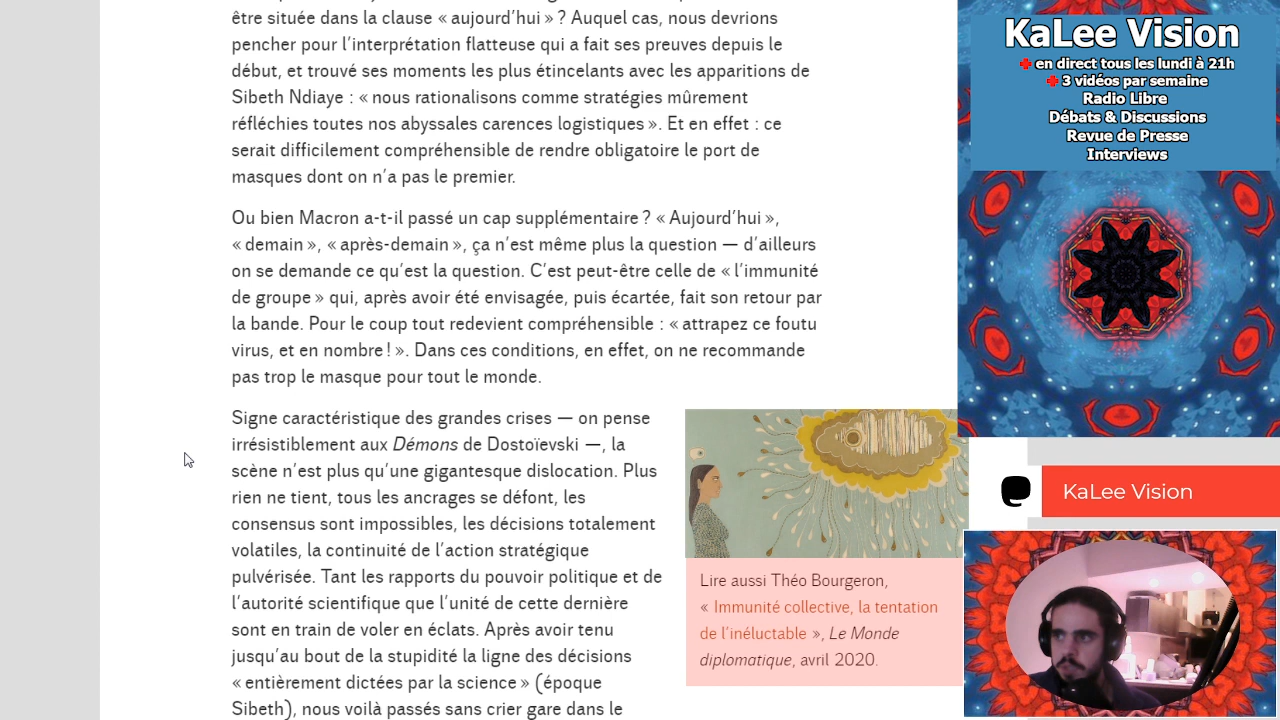 être située dans la clause « aujourd’hui » ? Auquel cas, nous devrions
pencher pour l’interprétation flatteuse qui a fait ses preuves depuis le
début, et trouvé ses moments les plus étincelants avec les apparitions de
Sibeth Ndiaye : « nous rationalisons comme stratégies mûrement
réfléchies toutes nos abyssales carences logistiques ». Et en effet : ce
serait difficilement compréhensible de rendre obligatoire le port de
masques dont on n’a pas le premier.
Ou bien Macron a-t-il passé un cap supplémentaire ? « Aujourd’hui »,
« demain », « après-demain », ça n’est même plus la question — d’ailleurs
on se demande ce qu’est la question. C’est peut-être celle de « l’immunité
de groupe » qui, après avoir été envisagée, puis écartée, fait son retour par
la bande. Pour le coup tout redevient compréhensible : « attrapez ce foutu
virus, et en nombre ! ». Dans ces conditions, en effet, on ne recommande
pas trop le masque pour tout le monde.
Signe caractéristique des grandes crises — on pense
irrésistiblement aux Démons de Dostoïevski —, la
scène n’est plus qu’une gigantesque dislocation. Plus
rien ne tient, tous les ancrages se défont, les
consensus sont impossibles, les décisions totalement
volatiles, la continuité de l’action stratégique
pulvérisée. Tant les rapports du pouvoir politique et de
l’autorité scientifique que l’unité de cette dernière
sont en train de voler en éclats. Après avoir tenu
jusqu’au bout de la stupidité la ligne des décisions
« entièrement dictées par la science » (époque
Sibeth), nous voilà passés sans crier gare dans le
Lire aussi Théo Bourgeron,
« Immunité collective, la tentation
de l’inéluctable », Le Monde
diplomatique, avril 2020.
KaLee Vision
en direct tous les lundi à 21h
3 vidéos par semaine
Radio Libre
Débats & Discussions
Revue de Presse
Interviews
KaLee Vision